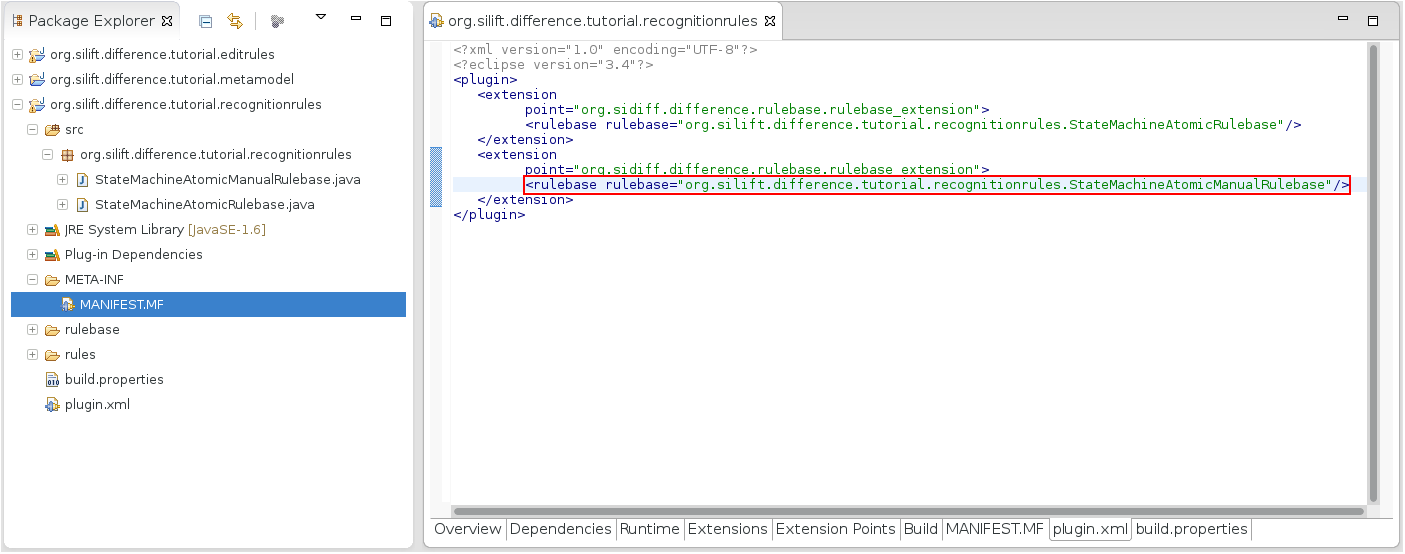 Package Explorer
org.silift.difference.tutorial.editrules
org.silift.difference.tutorial.metamodel
org.silift.difference.tutorial.recognitionrules
src
org.silift.difference.tutorial.recognitionrules
StateMachineAtomicManualRulebase.java
StateMachineAtomicRulebase.java
JRE System Library [JavaSE-1.6]
Plug-in Dependencies
META-INF
MANIFEST.MF
rulebase
rules
build.properties
plugin.xml
org.silift.difference.tutorial.recognitionrules
<?xml version="1.0" encoding="UTF-8"?>
<?eclipse version="3.4"?>
<plugin>
<extension
point="org.sidiff.difference.rulebase.rulebase_extension">
<rulebase rulebase="org.silift.difference.tutorial.recognitionrules.StateMachineAtomicRulebase"/>
</extension>
<extension
point="org.sidiff.difference.rulebase.rulebase_extension">
<rulebase rulebase="org.silift.difference.tutorial.recognitionrules.StateMachineAtomicManualRulebase"/>
</extension>
</plugin>
Overview Dependencies Runtime Extensions Extension Points Build MANIFEST.MF plugin.xml build.properties